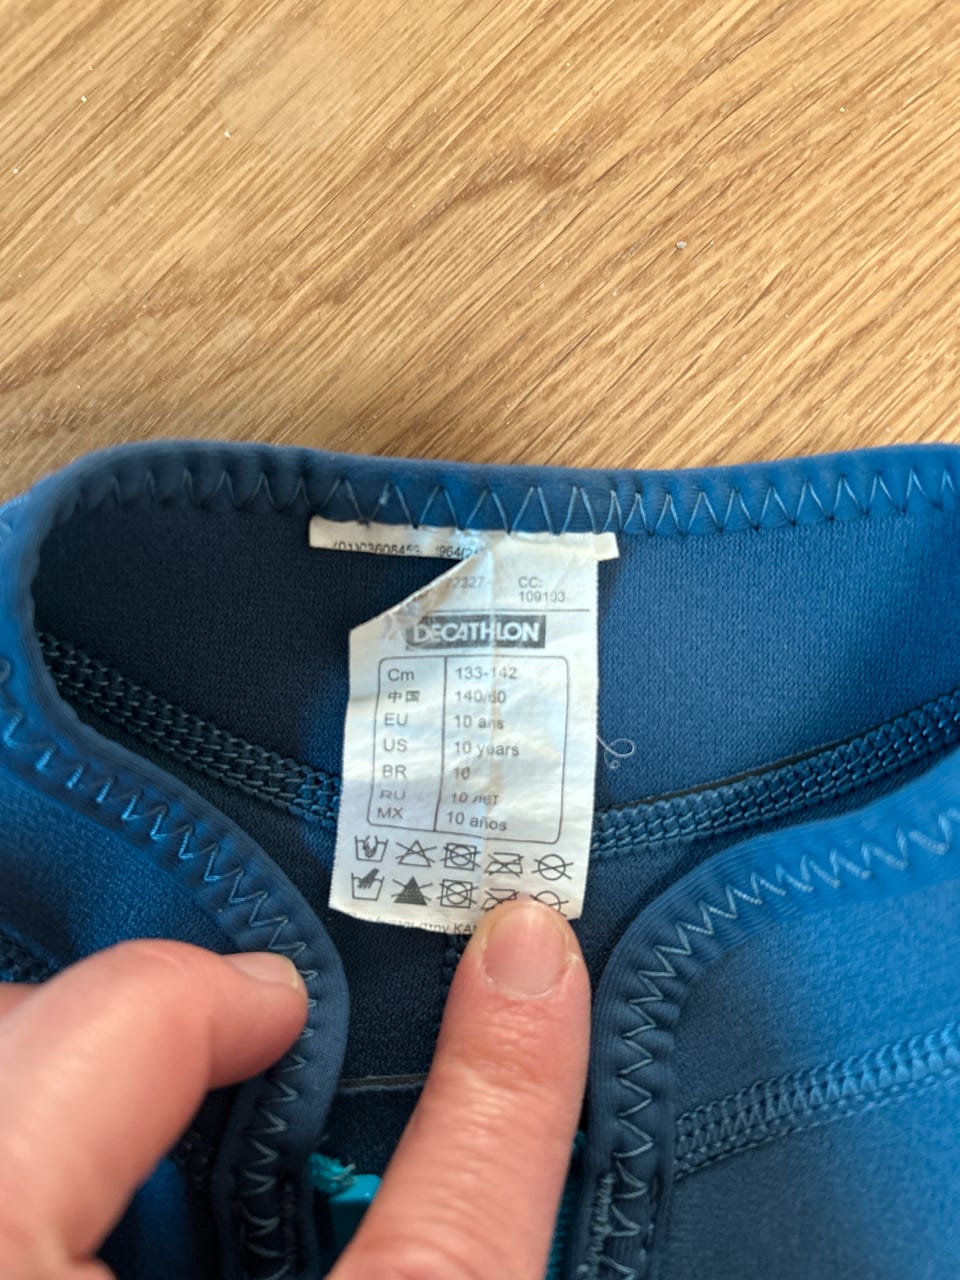 CC:
109103
DECATHLON
Cm 133-142
中国 140/60
EU 10 ans
US 10 years
BR 10
RU 10 лет
MX 10 años